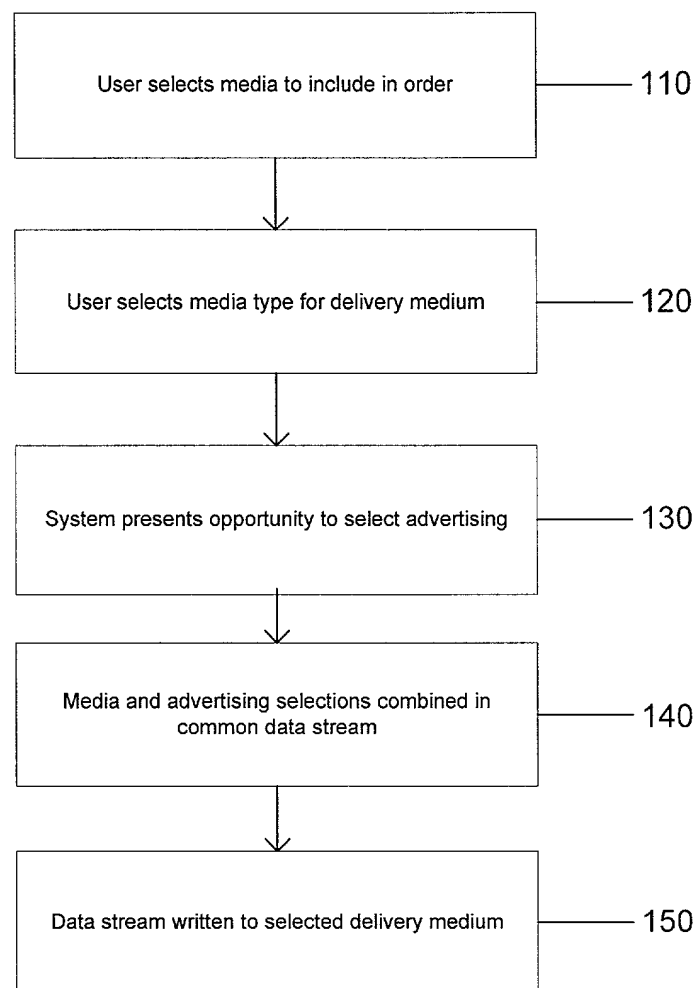 User selects media to include in order
110
User selects media type for delivery medium
120
System presents opportunity to select advertising
130
Media and advertising selections combined in
common data stream
140
Data stream written to selected delivery medium
150